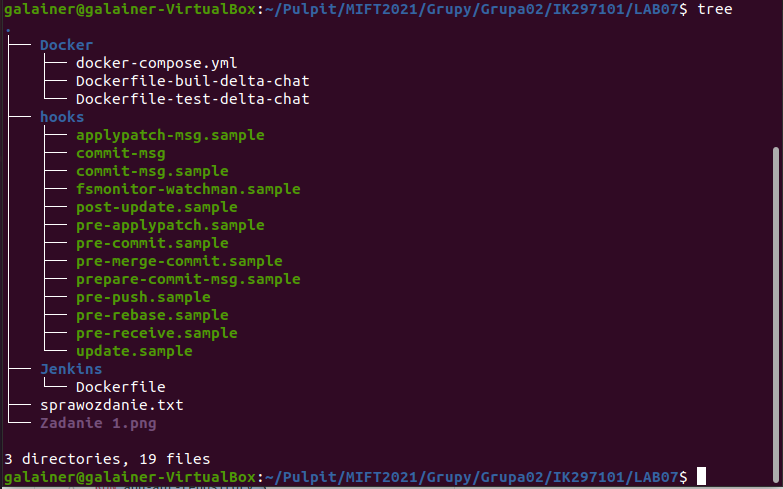 galainer@galainer-VirtualBox:~/Pulpit/MIFT2021/Grupy/Grupa02/IK297101/LAB07$ tree
.
├── Docker
│   ├── docker-compose.yml
│   ├── Dockerfile-buil-delta-chat
│   └── Dockerfile-test-delta-chat
├── hooks
│   ├── applypatch-msg.sample
│   ├── commit-msg
│   ├── commit-msg.sample
│   ├── fsmonitor-watchman.sample
│   ├── post-update.sample
│   ├── pre-applypatch.sample
│   ├── pre-commit.sample
│   ├── pre-merge-commit.sample
│   ├── prepare-commit-msg.sample
│   ├── pre-push.sample
│   ├── pre-rebase.sample
│   ├── pre-receive.sample
│   └── update.sample
├── Jenkins
│   └── Dockerfile
├── sprawozdanie.txt
└── Zadanie 1.png
3 directories, 19 files
galainer@galainer-VirtualBox:~/Pulpit/MIFT2021/Grupy/Grupa02/IK297101/LAB07$